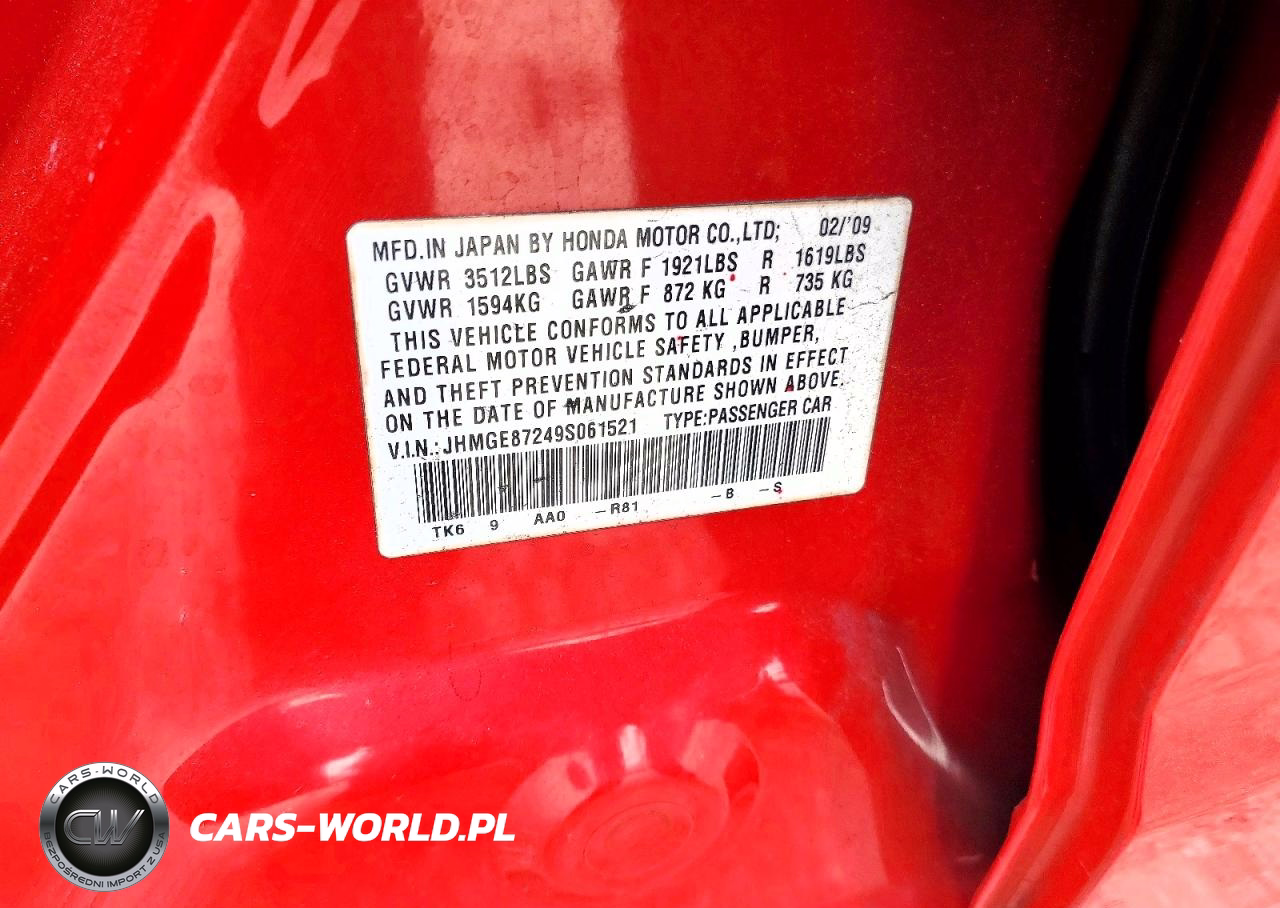 MFD.IN JAPAN BY HONDA MOTOR CO.,LTD; 02/'09
GVWR 3512LBS GAWR F 1921LBS R 1619LBS
GVWR 1594KG GAWR F 872 KG R 735 KG
THIS VEHICLE CONFORMS TO ALL APPLICABLE
FEDERAL MOTOR VEHICLE SAFETY ,BUMPER,
AND THEFT PREVENTION STANDARDS IN EFFECT
ON THE DATE OF MANUFACTURE SHOWN ABOVE.
V.I.N.: JHMGE87249S061521 TYPE:PASSENGER CAR
TK6 9 AA0 -R81 -B -S
CARS-WORLD
CW
BEZPOŚREDNI IMPORT Z USA
CARS-WORLD.PL